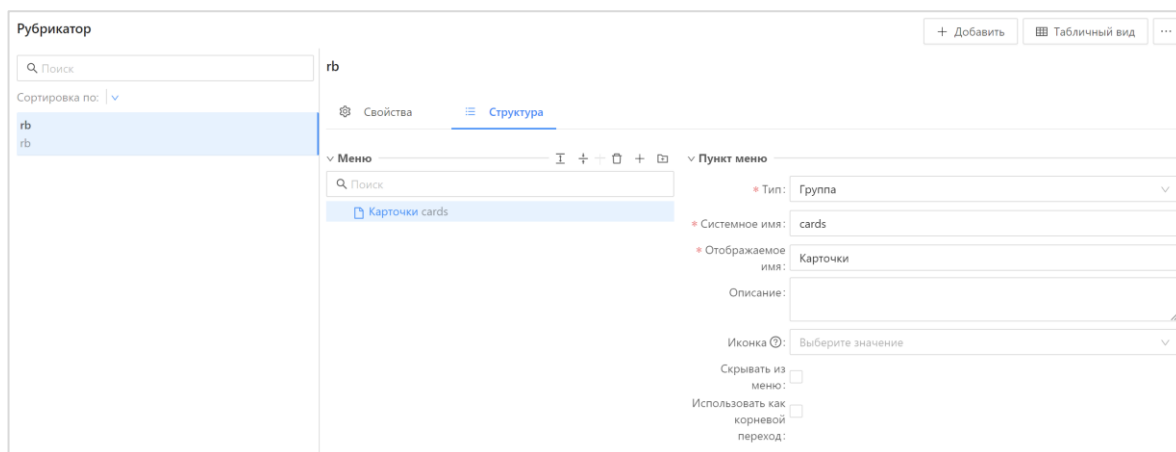 Рубрикатор
+ Добавить
Табличный вид
...
Поиск
Сортировка по:
rb
rb
rb
Свойства
Структура
Меню
Поиск
Карточки cards
Пункт меню
* Тип: Группа
* Системное имя: cards
* Отображаемое
имя: Карточки
Описание:
Иконка ?: Выберите значение
Скрывать из
меню:
Использовать как
корневой
переход: